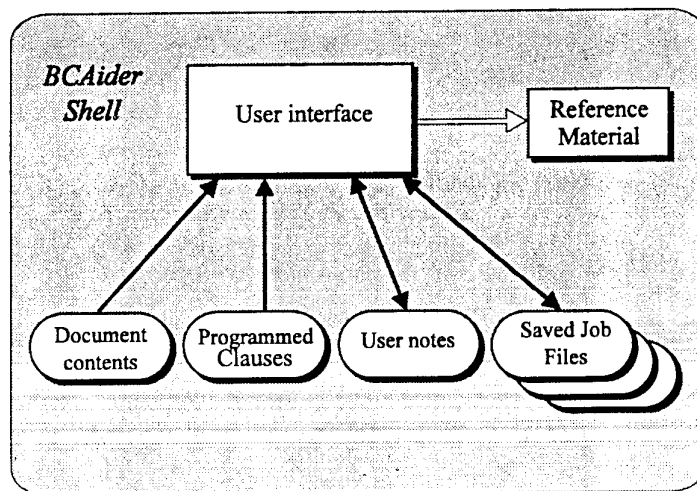 BCAider
Shell
User interface
Reference
Material
Document
contents
Programmed
Clauses
User notes
Saved Job
Files